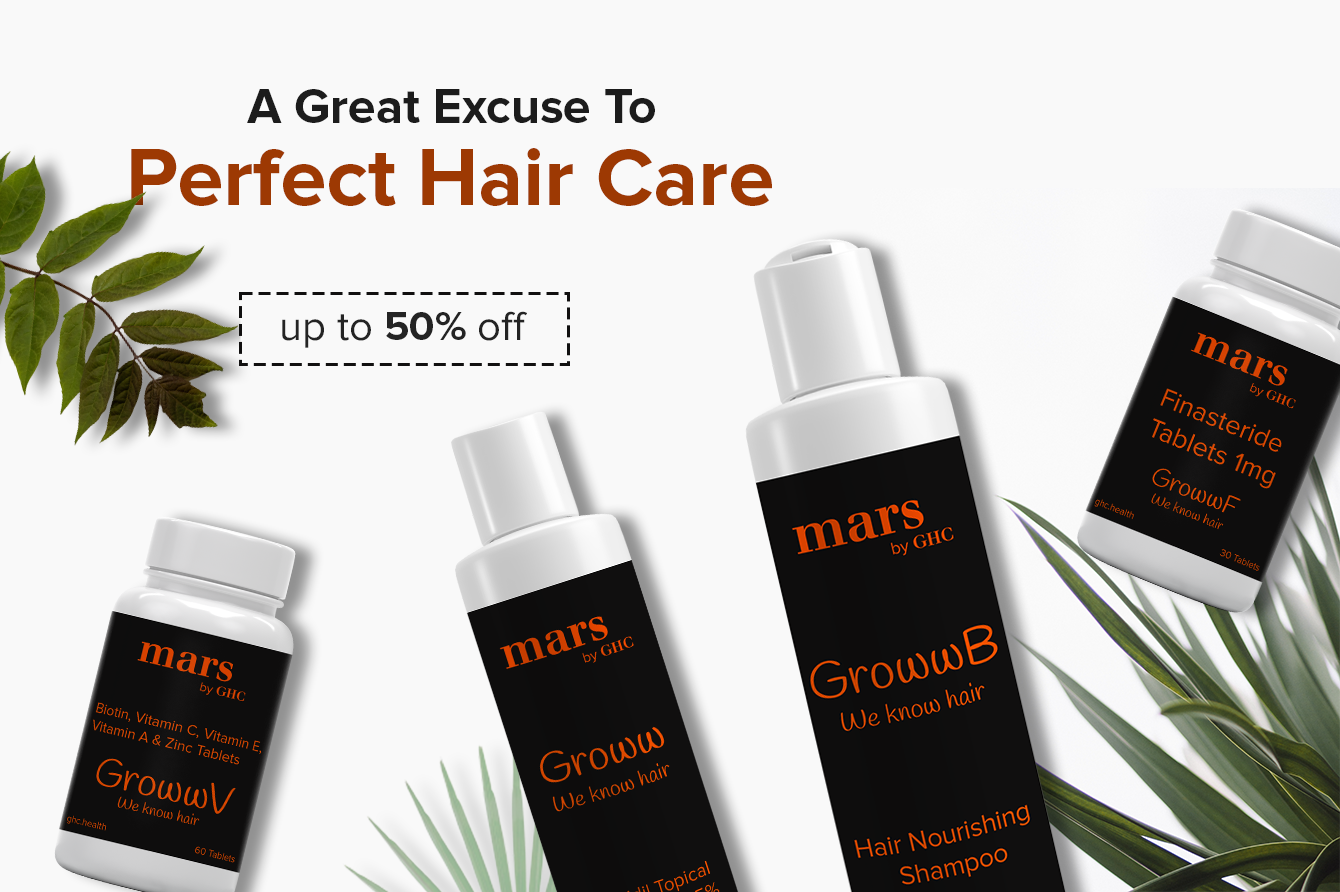 A Great Excuse To
Perfect Hair Care
up to 50% off
mars
by GHC
Biotin, Vitamin C, Vitamin E,
Vitamin A & Zinc Tablets
GrowwV
We know hair
ghc.health
60 Tablets
mars
by GHC
Groww
We know hair
Topical
mars
by GHC
GrowwB
We know hair
Hair Nourishing
Shampoo
mars
by GHC
Finasteride
Tablets 1mg
GrowwF
We know hair
ghc.health
30 Tablets